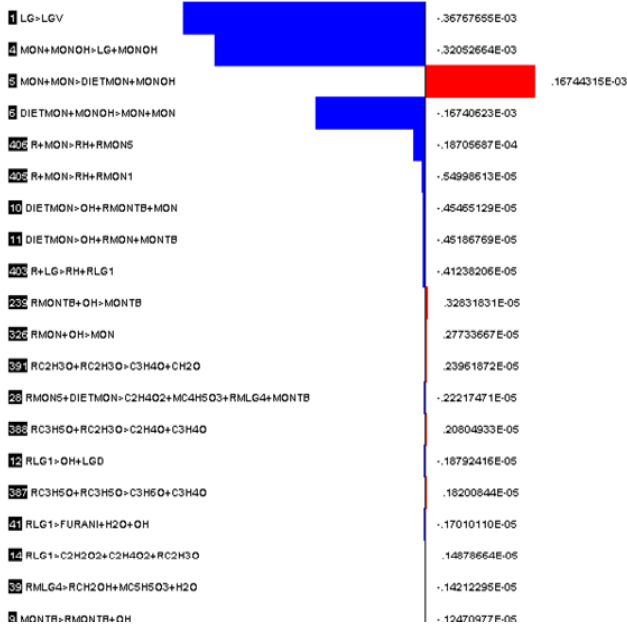 1 LG>LGV -.36767655E-03
4 MON+MONOH>LG+MONOH -.32052664E-03
5 MON+MON>DIETMON+MONOH .16744315E-03
6 DIETMON+MONOH>MON+MON -.16740623E-03
406 R+MON>RH+RMON5 -.18705687E-04
405 R+MON>RH+RMON1 -.54998613E-05
10 DIETMON>OH+RMONTB+MON -.45465129E-05
11 DIETMON>OH+RMON+MONTB -.45186769E-05
403 R+LG>RH+RLG1 -.41238206E-05
239 RMONTB+OH>MONTB .32831831E-05
326 RMON+OH>MON .27733667E-05
391 RC2H3O+RC2H3O>C3H4O+CH2O .23961872E-05
28 RMON5+DIETMON>C2H4O2+MC4H5O3+RMLG4+MONTB -.22217471E-05
388 RC3H5O+RC2H3O>C2H4O+C3H4O .20804933E-05
12 RLG1>OH+LGD -.18792416E-05
387 RC3H5O+RC3H5O>C3H6O+C3H4O .18200844E-05
41 RLG1>FURANI+H2O+OH -.17010110E-05
14 RLG1>C2H2O2+C2H4O2+RC2H3O .14878664E-05
39 RMLG4>RCH2OH+MC5H5O3+H2O -.14212295E-05
9 MONTB>RMONTB+OH -.12470977E-05